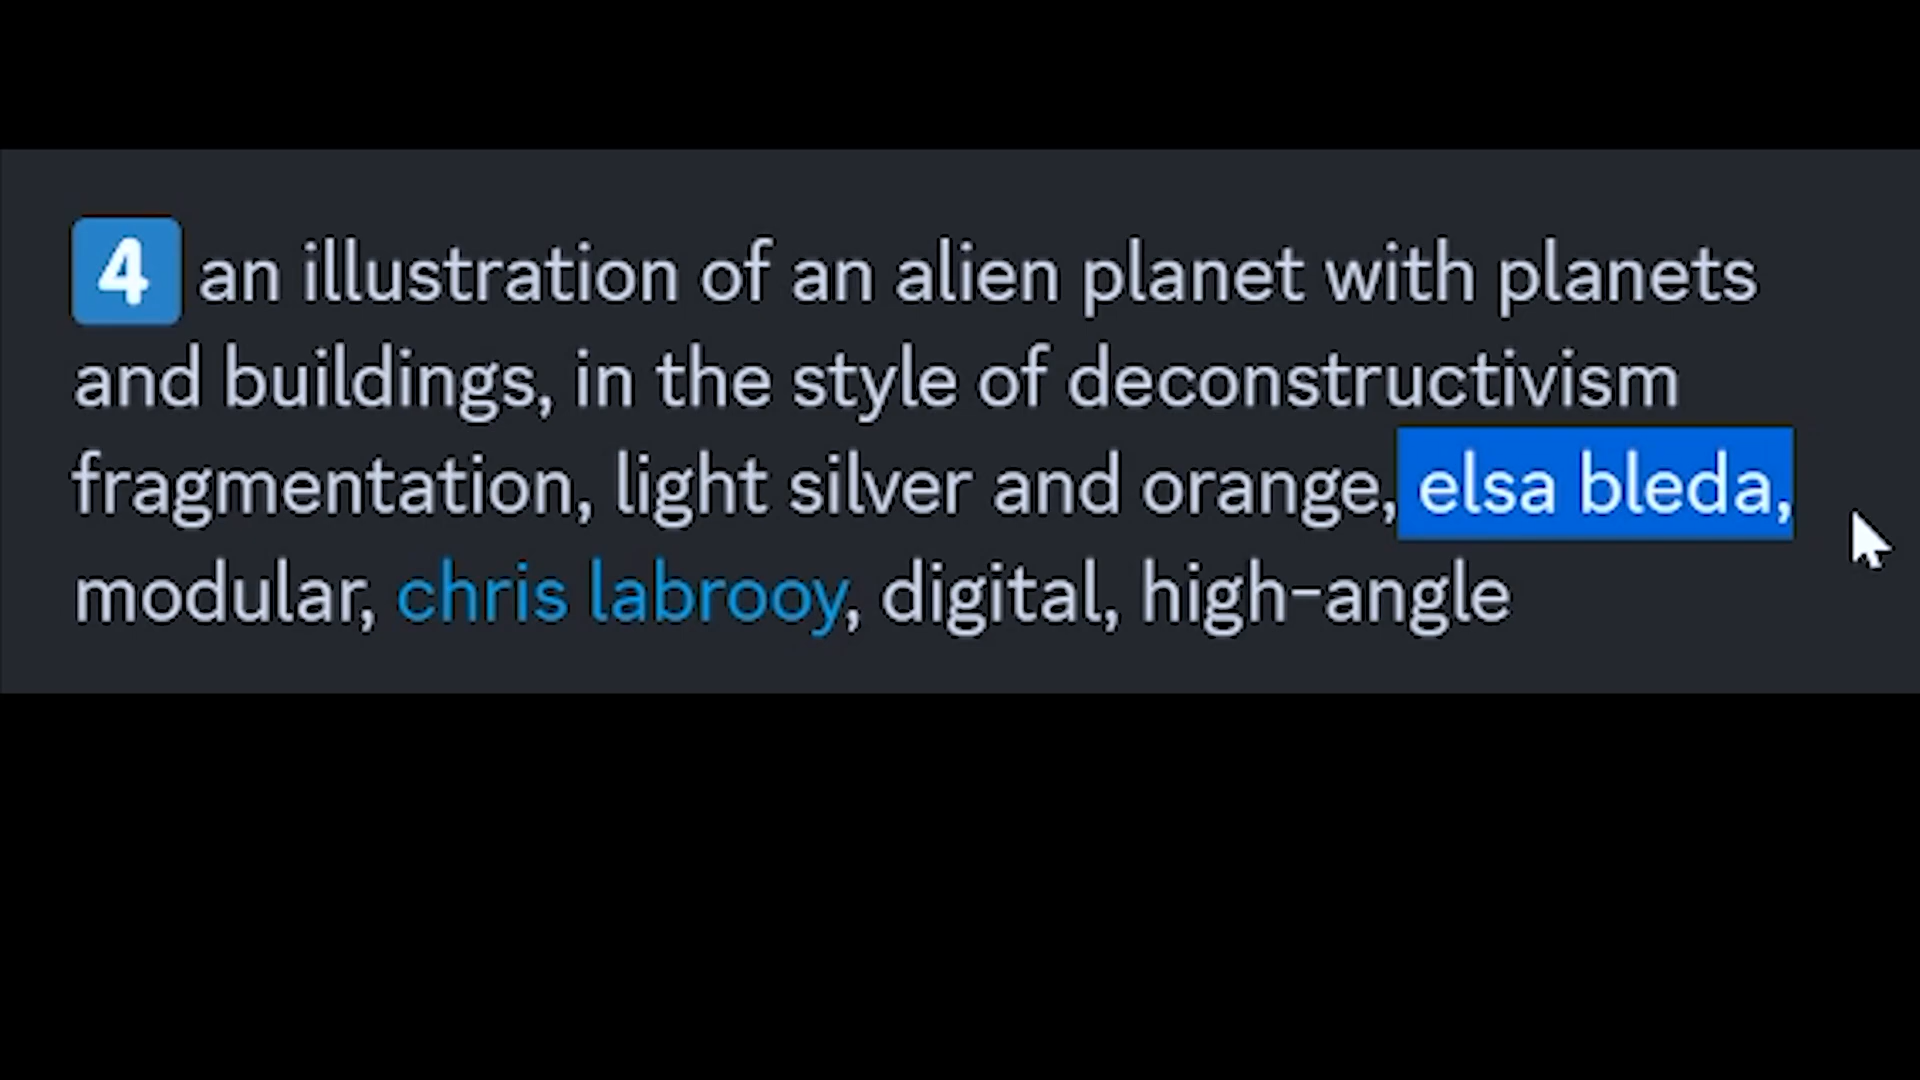 4 an illustration of an alien planet with planets
and buildings, in the style of deconstructivism
fragmentation, light silver and orange, elsa bleda,
modular, chris labrooy, digital, high-angle